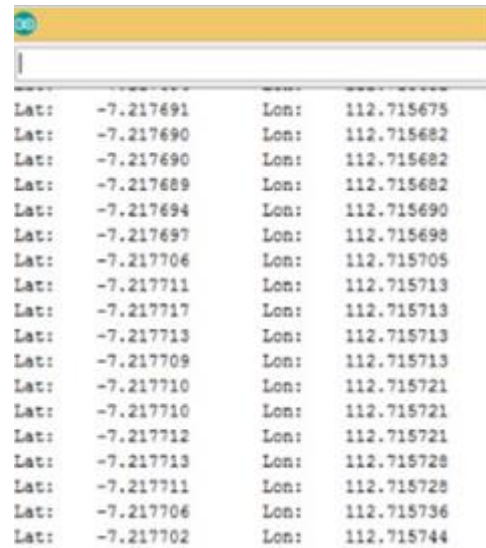 Lat: -7.217691 Lon: 112.715675
Lat: -7.217690 Lon: 112.715682
Lat: -7.217690 Lon: 112.715682
Lat: -7.217689 Lon: 112.715682
Lat: -7.217694 Lon: 112.715690
Lat: -7.217697 Lon: 112.715698
Lat: -7.217706 Lon: 112.715705
Lat: -7.217711 Lon: 112.715713
Lat: -7.217717 Lon: 112.715713
Lat: -7.217713 Lon: 112.715713
Lat: -7.217709 Lon: 112.715713
Lat: -7.217710 Lon: 112.715721
Lat: -7.217710 Lon: 112.715721
Lat: -7.217712 Lon: 112.715721
Lat: -7.217713 Lon: 112.715728
Lat: -7.217711 Lon: 112.715728
Lat: -7.217706 Lon: 112.715736
Lat: -7.217702 Lon: 112.715744